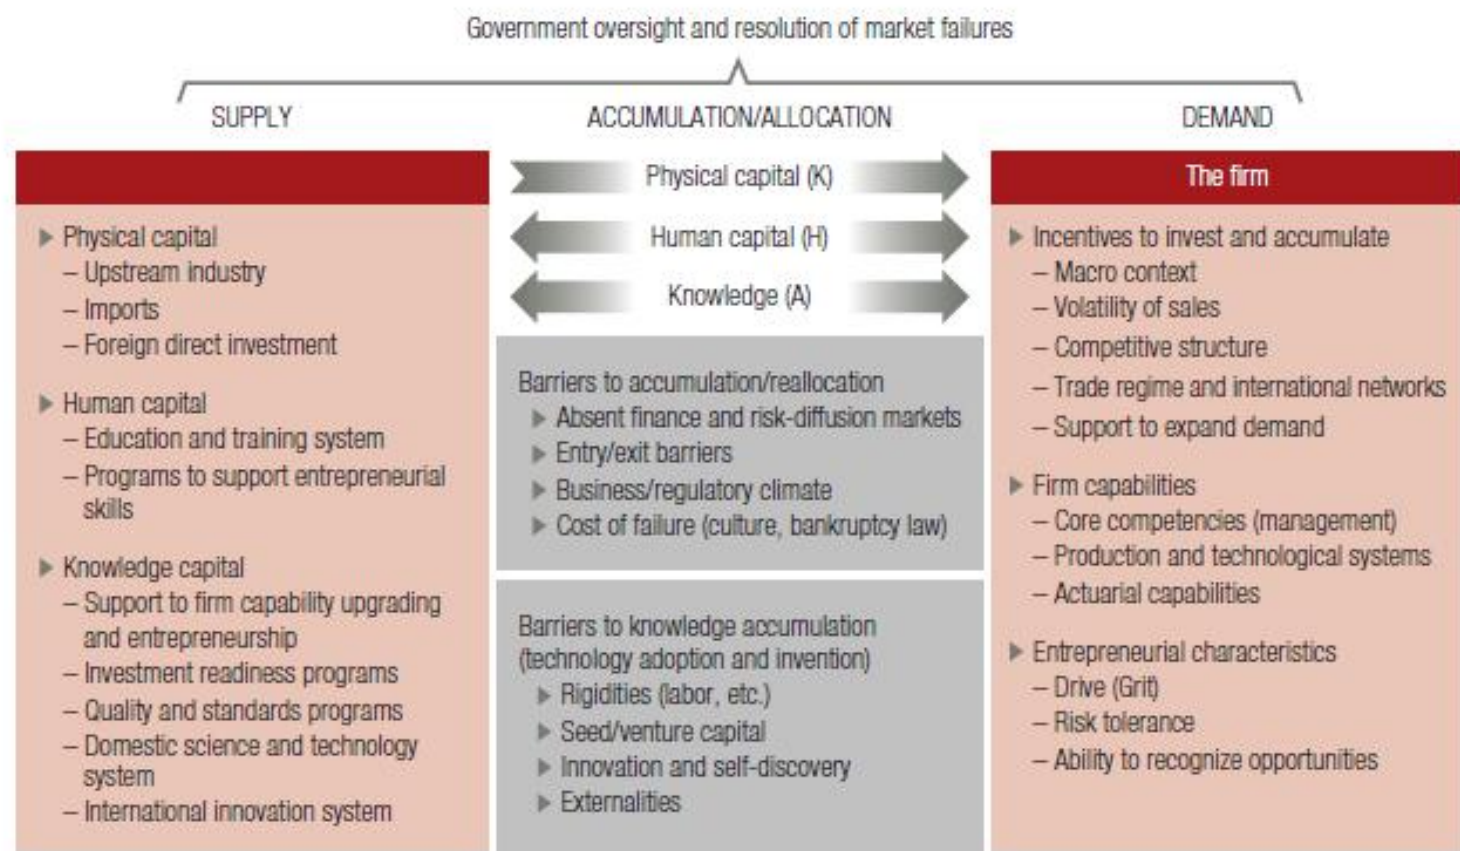 Government oversight and resolution of market failures
SUPPLY
Physical capital
– Upstream industry
– Imports
– Foreign direct investment
Human capital
– Education and training system
– Programs to support entrepreneurial
skills
Knowledge capital
– Support to firm capability upgrading
and entrepreneurship
– Investment readiness programs
– Quality and standards programs
– Domestic science and technology
system
– International innovation system
ACCUMULATION/ALLOCATION
Physical capital (K)
Human capital (H)
Knowledge (A)
Barriers to accumulation/reallocation
Absent finance and risk-diffusion markets
Entry/exit barriers
Business/regulatory climate
Cost of failure (culture, bankruptcy law)
Barriers to knowledge accumulation
(technology adoption and invention)
Rigidities (labor, etc.)
Seed/venture capital
Innovation and self-discovery
Externalities
DEMAND
The firm
Incentives to invest and accumulate
– Macro context
– Volatility of sales
– Competitive structure
– Trade regime and international networks
– Support to expand demand
Firm capabilities
– Core competencies (management)
– Production and technological systems
– Actuarial capabilities
Entrepreneurial characteristics
– Drive (Grit)
– Risk tolerance
– Ability to recognize opportunities